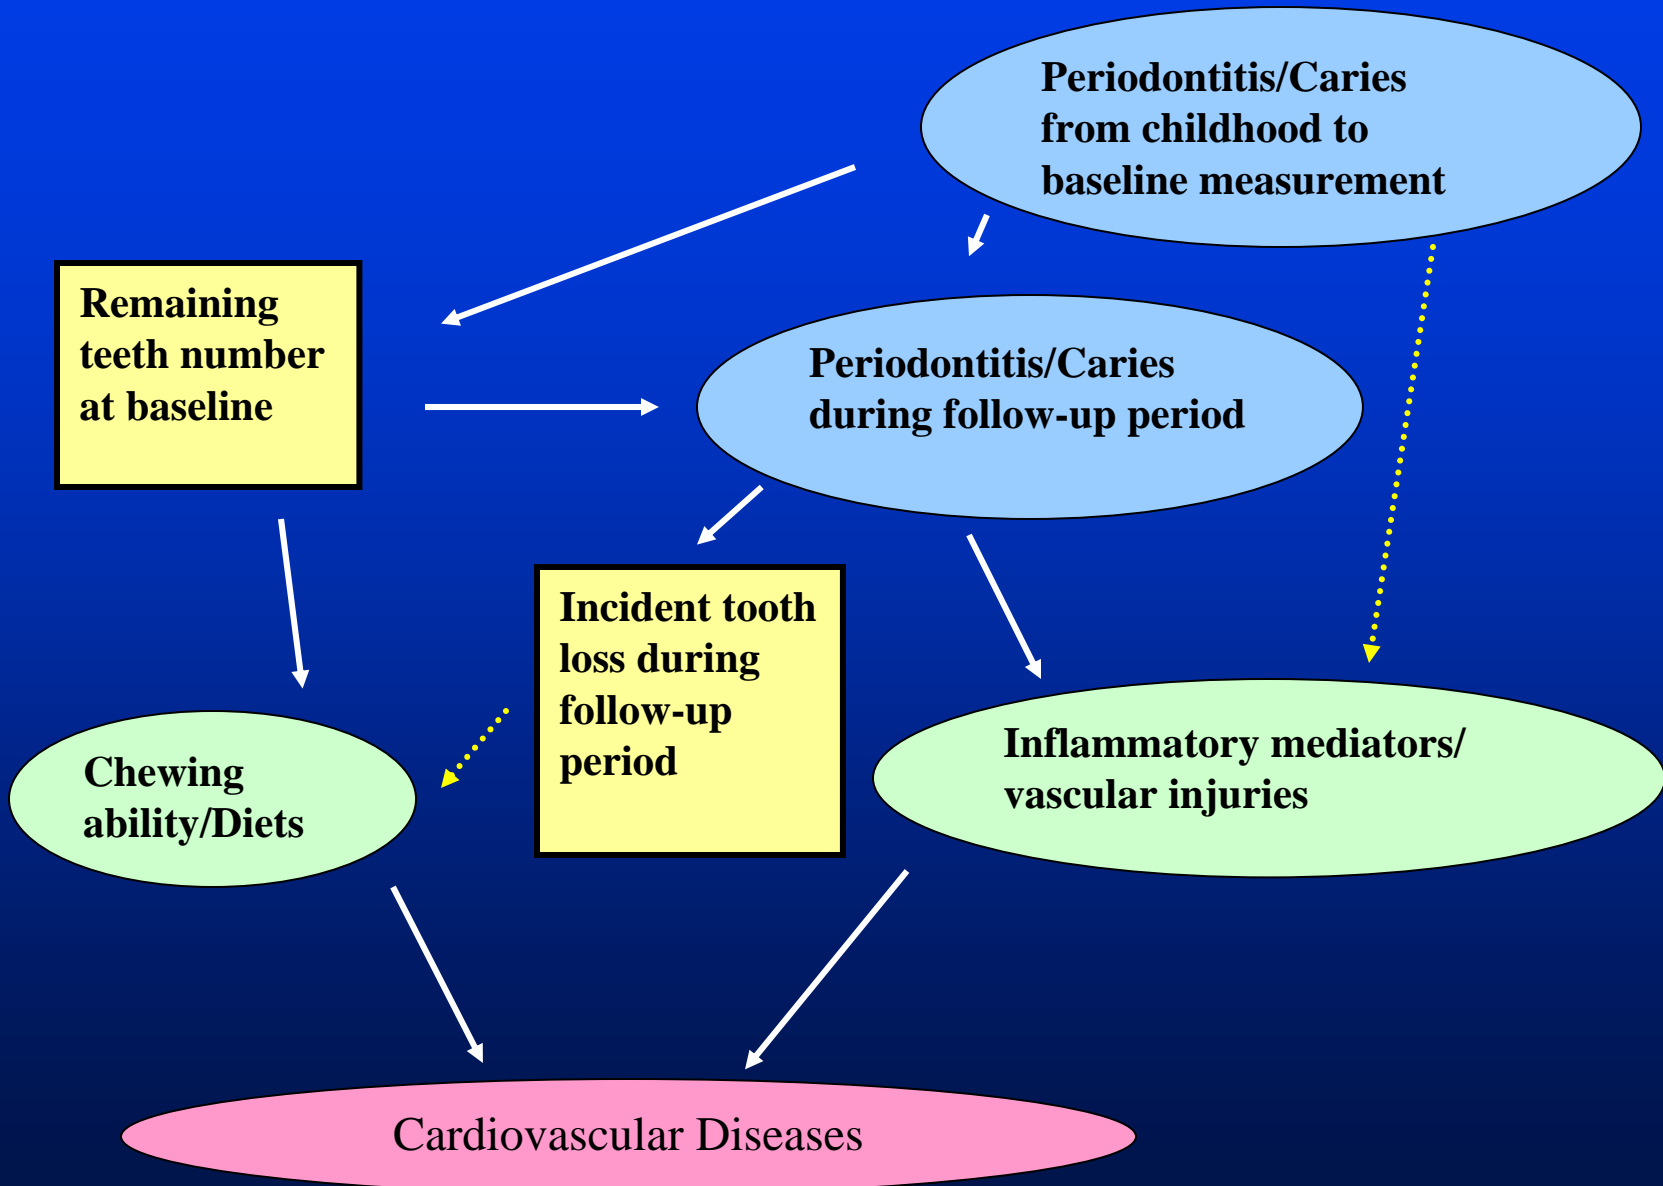 Periodontitis/Caries
from childhood to
baseline measurement
Remaining
teeth number
at baseline
Periodontitis/Caries
during follow-up period
Incident tooth
loss during
follow-up
period
Chewing
ability/Diets
Inflammatory mediators/
vascular injuries
Cardiovascular Diseases